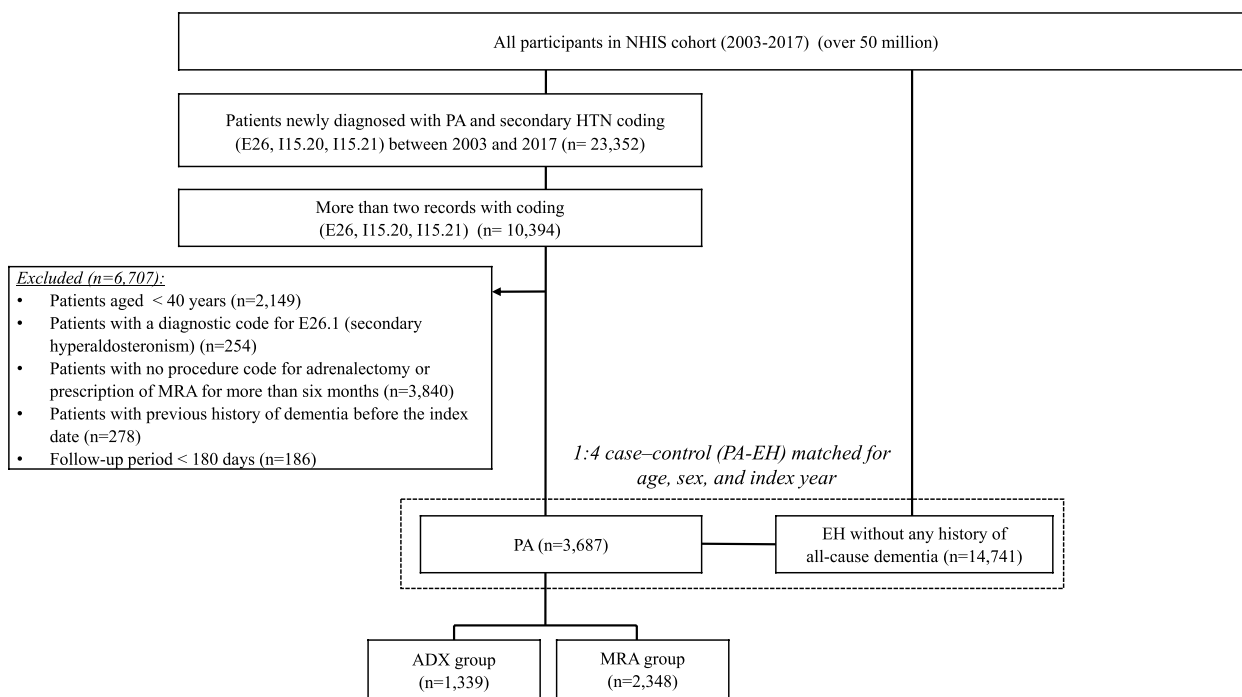 All participants in NHIS cohort (2003-2017) (over 50 million)
Patients newly diagnosed with PA and secondary HTN coding
(E26, I15.20, I15.21) between 2003 and 2017 (n= 23,352)
More than two records with coding
(E26, I15.20, I15.21) (n= 10,394)
Excluded (n=6,707):
• Patients aged < 40 years (n=2,149)
• Patients with a diagnostic code for E26.1 (secondary
hyperaldosteronism) (n=254)
• Patients with no procedure code for adrenalectomy or
prescription of MRA for more than six months (n=3,840)
• Patients with previous history of dementia before the index
date (n=278)
• Follow-up period < 180 days (n=186)
1:4 case–control (PA-EH) matched for
age, sex, and index year
PA (n=3,687)
EH without any history of
all-cause dementia (n=14,741)
ADX group
(n=1,339)
MRA group
(n=2,348)